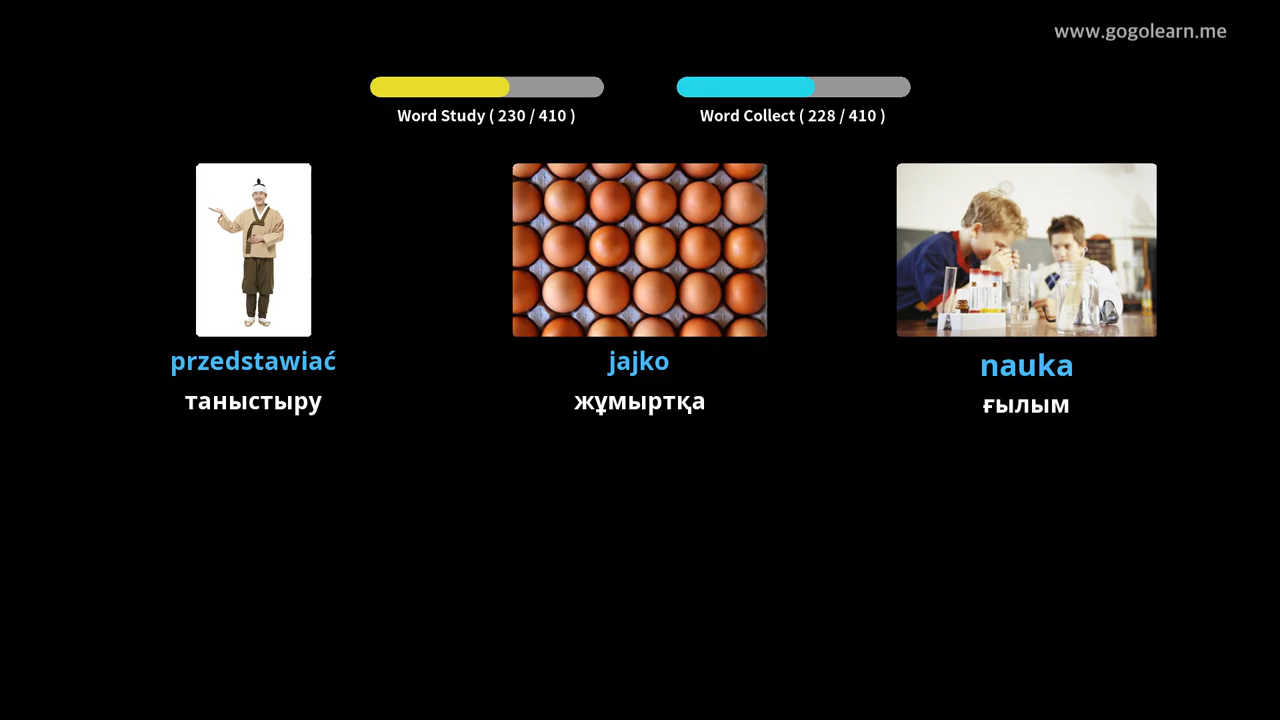 www.gogolearn.me
Word Study ( 230 / 410 )
Word Collect ( 228 / 410 )
przedstawiać
jajko
nauka
таныстыру
жұмыртқа
ғылым